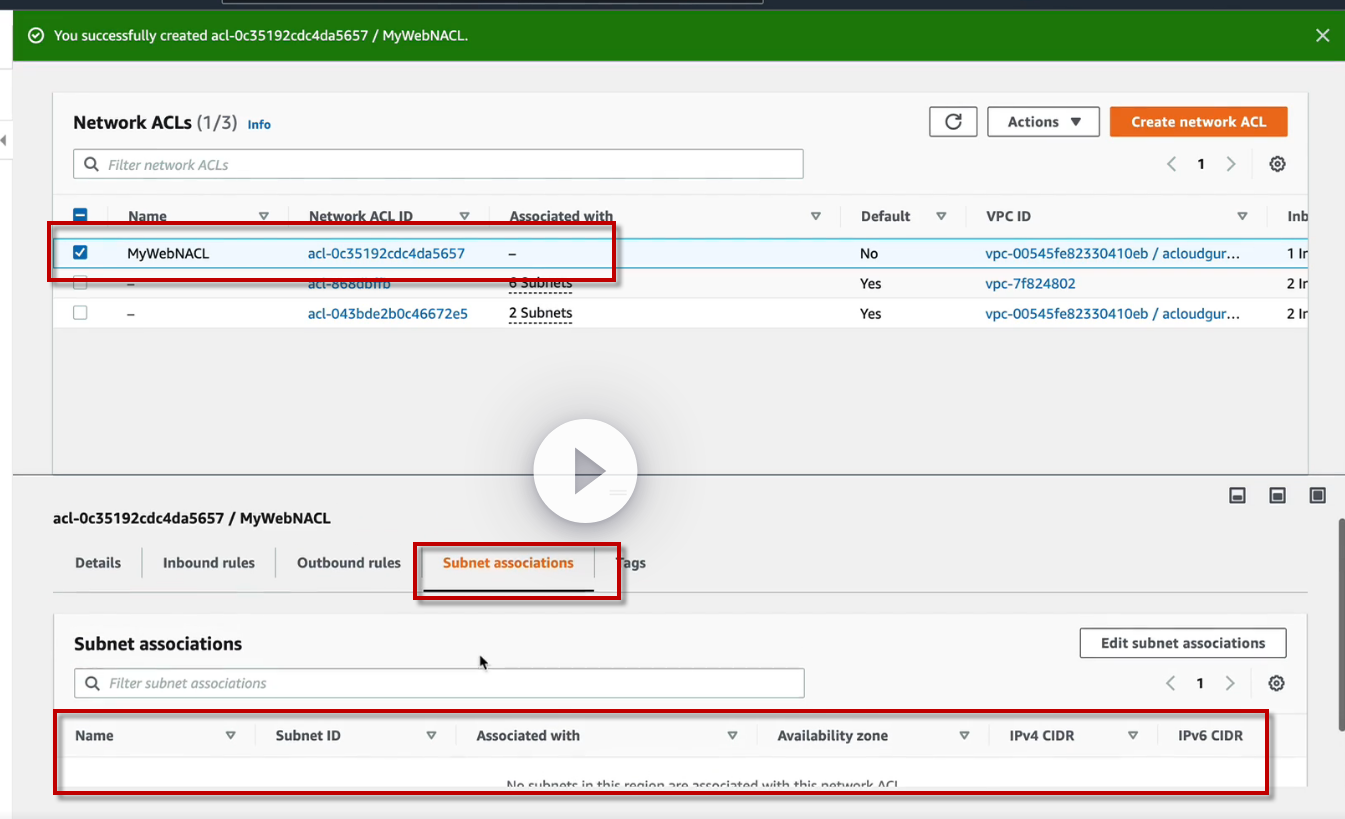 You successfully created acl-0c35192cdc4da5657 / MyWebNACL.
Network ACLs (1/3) Info
Actions
Create network ACL
Filter network ACLs
1
Name Network ACL ID Associated with Default VPC ID Inb
MyWebNACL acl-0c35192cdc4da5657 – No vpc-00545fe82330410eb / acloudgur... 1 In
– acl-868dbffb 6 Subnets Yes vpc-7f824802 2 In
– acl-043bde2b0c46672e5 2 Subnets Yes vpc-00545fe82330410eb / acloudgur... 2 In
acl-0c35192cdc4da5657 / MyWebNACL
Details Inbound rules Outbound rules Subnet associations Tags
Subnet associations
Edit subnet associations
Filter subnet associations
1
Name Subnet ID Associated with Availability zone IPv4 CIDR IPv6 CIDR
No subnets in this region are associated with this network ACL